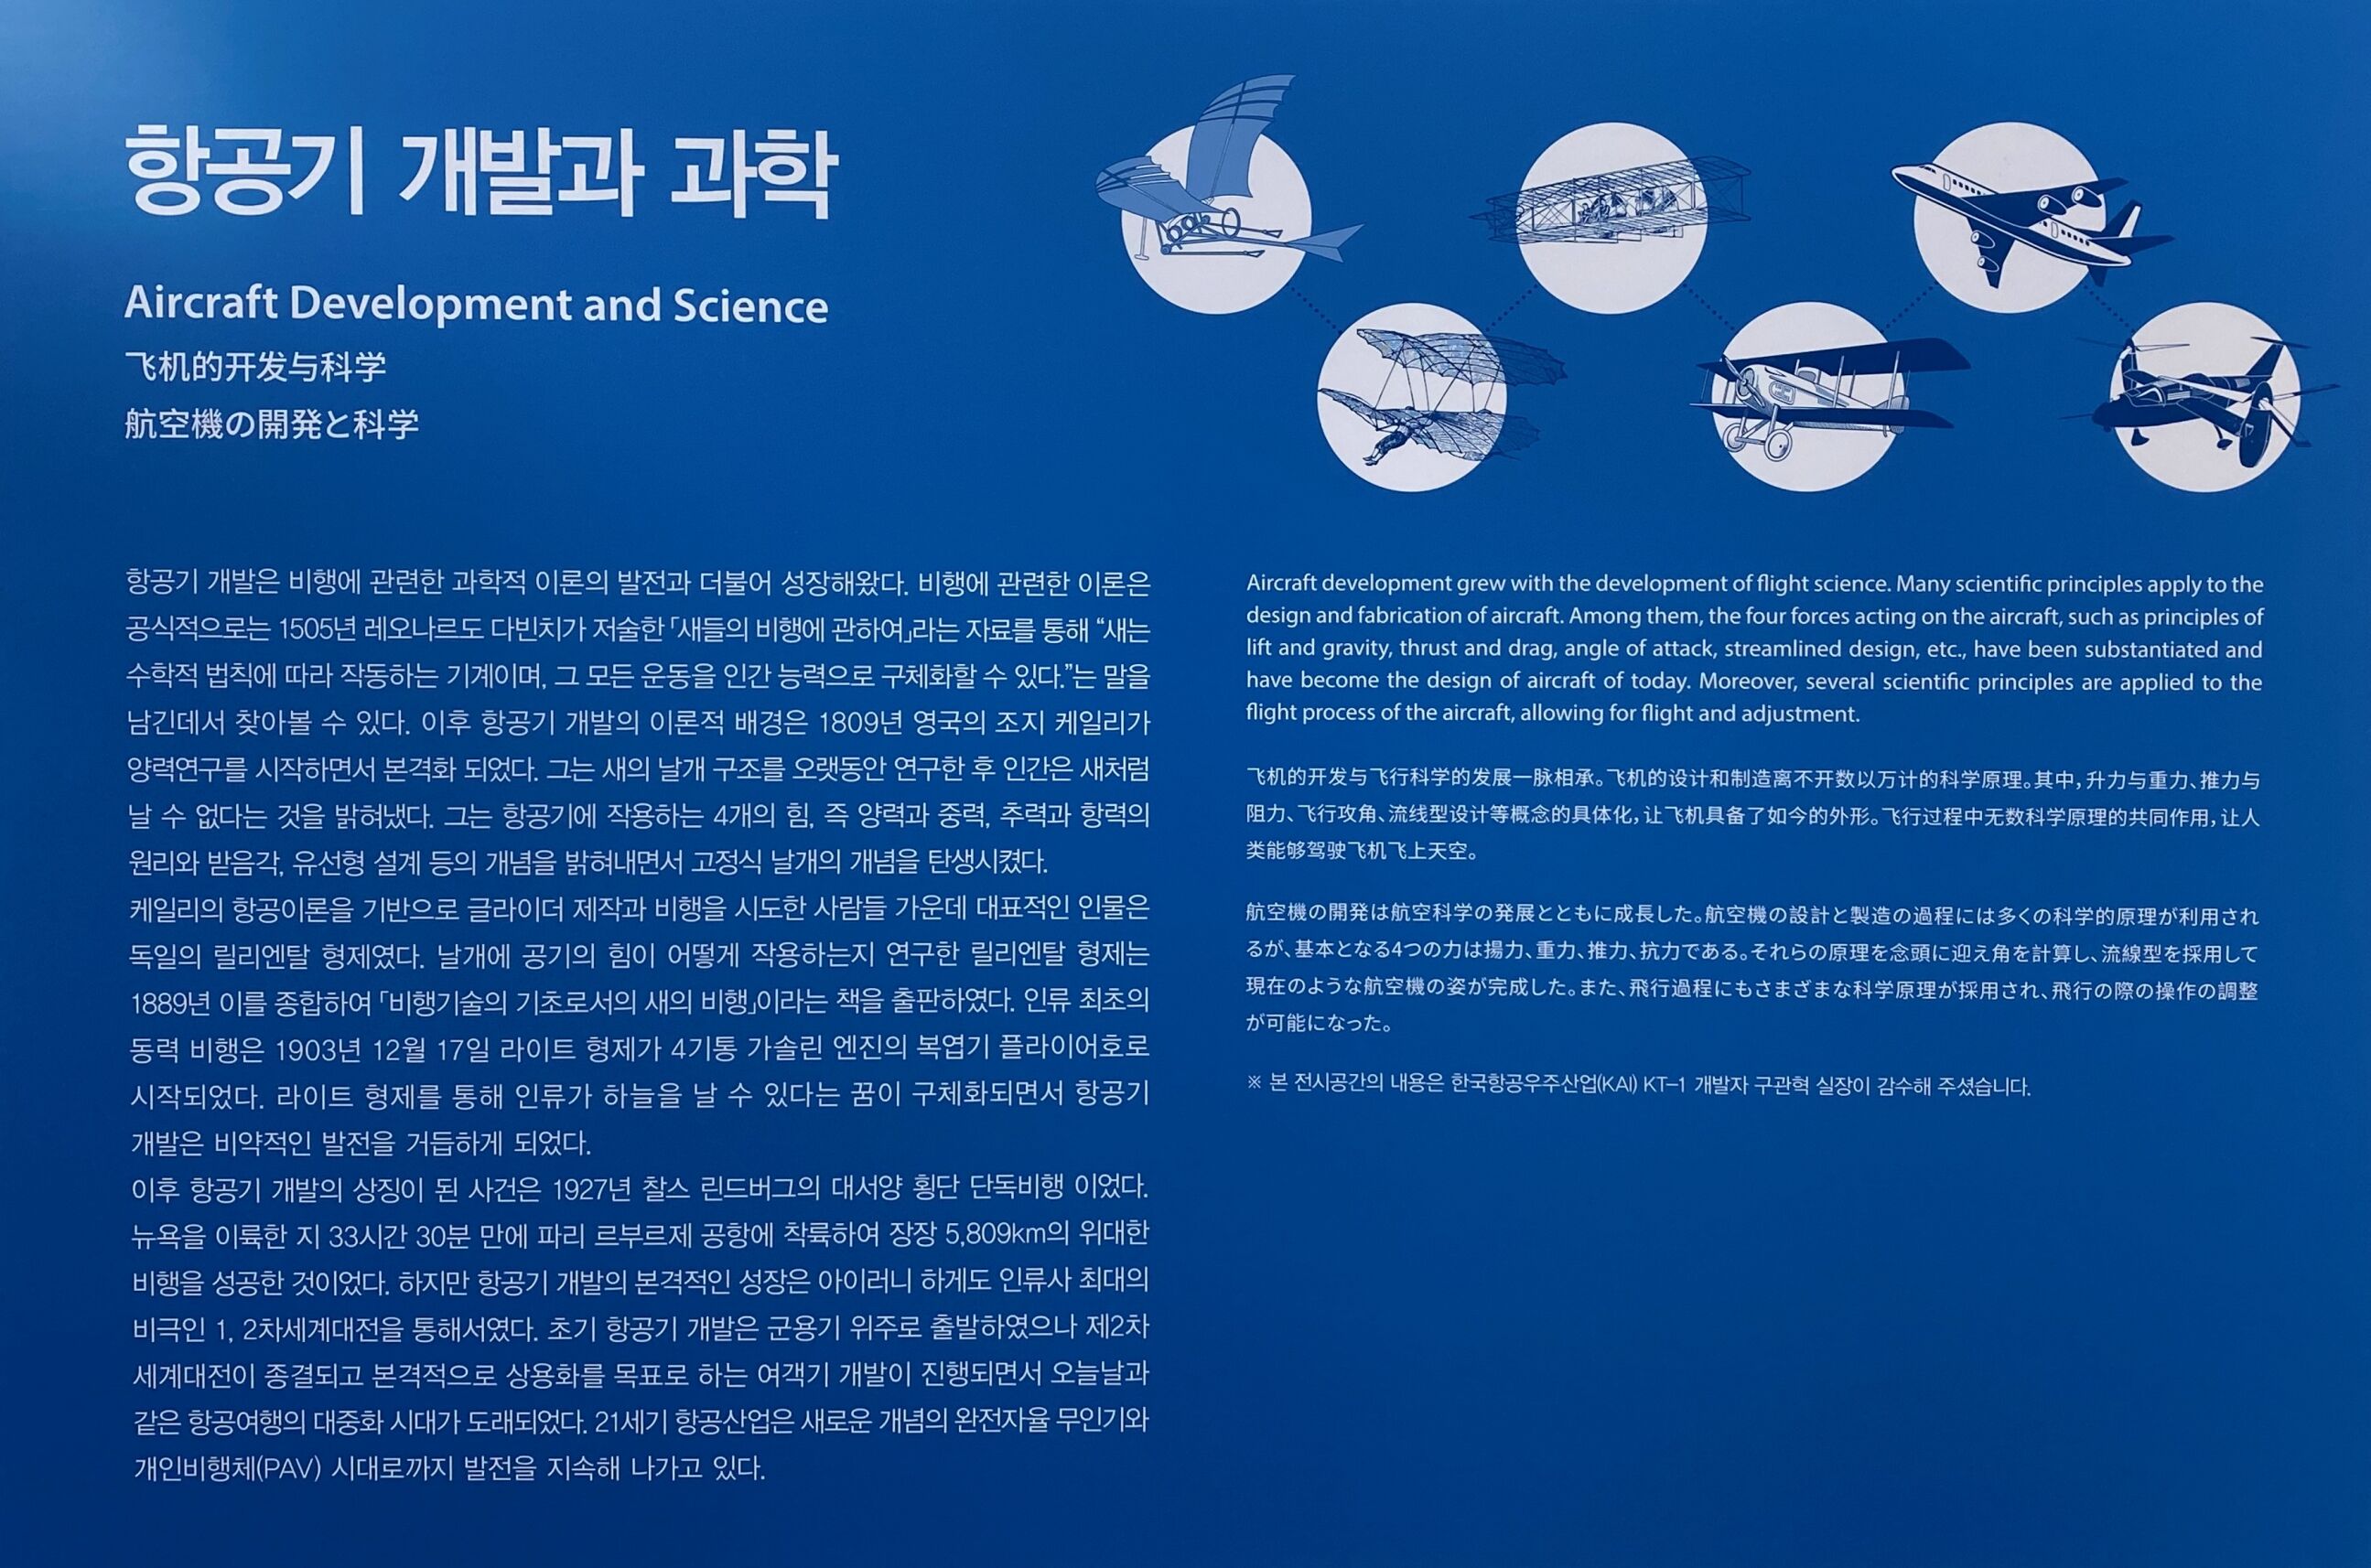 항공기 개발과 과학
Aircraft Development and Science
飞机的开发与科学
航空機の開発と科学
항공기 개발은 비행에 관련한 과학적 이론의 발전과 더불어 성장해왔다. 비행에 관련한 이론은
공식적으로는 1505년 레오나르도 다빈치가 저술한 「새들의 비행에 관하여」라는 자료를 통해 “새는
수학적 법칙에 따라 작동하는 기계이며, 그 모든 운동을 인간 능력으로 구체화할 수 있다.”는 말을
남긴데서 찾아볼 수 있다. 이후 항공기 개발의 이론적 배경은 1809년 영국의 조지 케일리가
양력연구를 시작하면서 본격화 되었다. 그는 새의 날개 구조를 오랫동안 연구한 후 인간은 새처럼
날 수 없다는 것을 밝혀냈다. 그는 항공기에 작용하는 4개의 힘, 즉 양력과 중력, 추력과 항력의
원리와 받음각, 유선형 설계 등의 개념을 밝혀내면서 고정식 날개의 개념을 탄생시켰다.
케일리의 항공이론을 기반으로 글라이더 제작과 비행을 시도한 사람들 가운데 대표적인 인물은
독일의 릴리엔탈 형제였다. 날개에 공기의 힘이 어떻게 작용하는지 연구한 릴리엔탈 형제는
1889년 이를 종합하여 「비행기술의 기초로서의 새의 비행」이라는 책을 출판하였다. 인류 최초의
동력 비행은 1903년 12월 17일 라이트 형제가 4기통 가솔린 엔진의 복엽기 플라이어호로
시작되었다. 라이트 형제를 통해 인류가 하늘을 날 수 있다는 꿈이 구체화되면서 항공기
개발은 비약적인 발전을 거듭하게 되었다.
이후 항공기 개발의 상징이 된 사건은 1927년 찰스 린드버그의 대서양 횡단 단독비행 이었다.
뉴욕을 이륙한 지 33시간 30분 만에 파리 르부르제 공항에 착륙하여 장장 5,809km의 위대한
비행을 성공한 것이었다. 하지만 항공기 개발의 본격적인 성장은 아이러니 하게도 인류사 최대의
비극인 1, 2차세계대전을 통해서였다. 초기 항공기 개발은 군용기 위주로 출발하였으나 제2차
세계대전이 종결되고 본격적으로 상용화를 목표로 하는 여객기 개발이 진행되면서 오늘날과
같은 항공여행의 대중화 시대가 도래되었다. 21세기 항공산업은 새로운 개념의 완전자율 무인기와
개인비행체(PAV) 시대로까지 발전을 지속해 나가고 있다.
Aircraft development grew with the development of flight science. Many scientific principles apply to the
design and fabrication of aircraft. Among them, the four forces acting on the aircraft, such as principles of
lift and gravity, thrust and drag, angle of attack, streamlined design, etc., have been substantiated and
have become the design of aircraft of today. Moreover, several scientific principles are applied to the
flight process of the aircraft, allowing for flight and adjustment.
飞机的开发与飞行科学的发展一脉相承。飞机的设计和制造离不开数以万计的科学原理。其中，升力与重力、推力与
阻力、飞行攻角、流线型设计等概念的具体化，让飞机具备了如今的外形。飞行过程中无数科学原理的共同作用，让人
类能够驾驶飞机飞上天空。
航空機の開発は航空科学の発展とともに成長した。航空機の設計と製造の過程には多くの科学的原理が利用され
るが、基本となる4つの力は揚力、重力、推力、抗力である。それらの原理を念頭に迎え角を計算し、流線型を採用して
現在のような航空機の姿が完成した。また、飛行過程にもさまざまな科学原理が採用され、飛行の際の操作の調整
が可能になった。
※ 본 전시공간의 내용은 한국항공우주산업(KAI) KT-1 개발자 구관혁 실장이 감수해 주셨습니다.